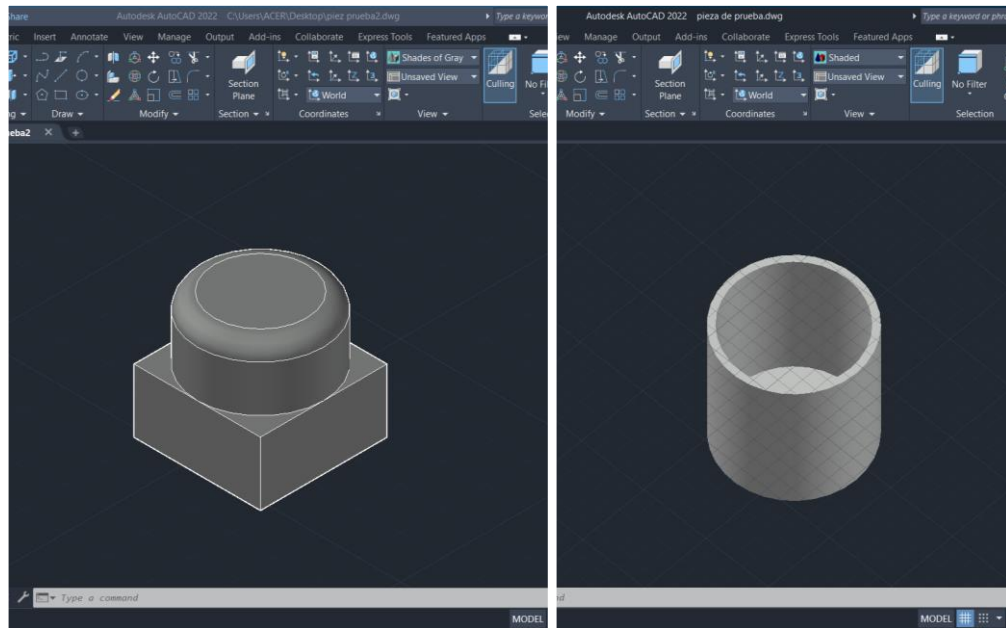 Share
Autodesk AutoCAD 2022 C:\Users\ACER\Desktop\piez prueba2.dwg
Type a keyword
Insert Annotate View Manage Output Add-ins Collaborate Express Tools Featured Apps
Shades of Gray
Unsaved View
World
Section
Plane
Culling
Draw
Modify
Section
Coordinates
View
Type a command
MODEL
Autodesk AutoCAD 2022 pieza de prueba.dwg
Type a keyword or
Manage Output Add-ins Collaborate Express Tools Featured Apps
Shaded
Unsaved View
World
Section
Plane
Culling
No Filter
Modify
Section
Coordinates
View
Selection
MODEL